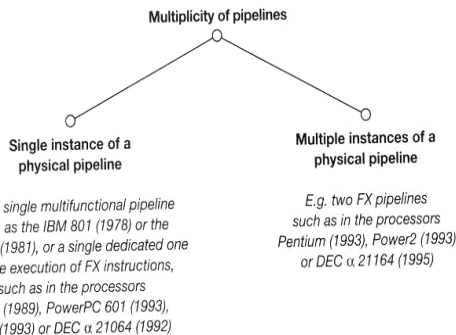 Multiplicity of pipelines
Single instance of a
physical pipeline
single multifunctional pipeline
as the IBM 801 (1978) or the
(1981), or a single dedicated one
e execution of FX instructions,
such as in the processors
(1989), PowerPC 601 (1993),
(1993) or DEC α 21064 (1992)
Multiple instances of a
physical pipeline
E.g. two FX pipelines
such as in the processors
Pentium (1993), Power2 (1993)
or DEC α 21164 (1995)